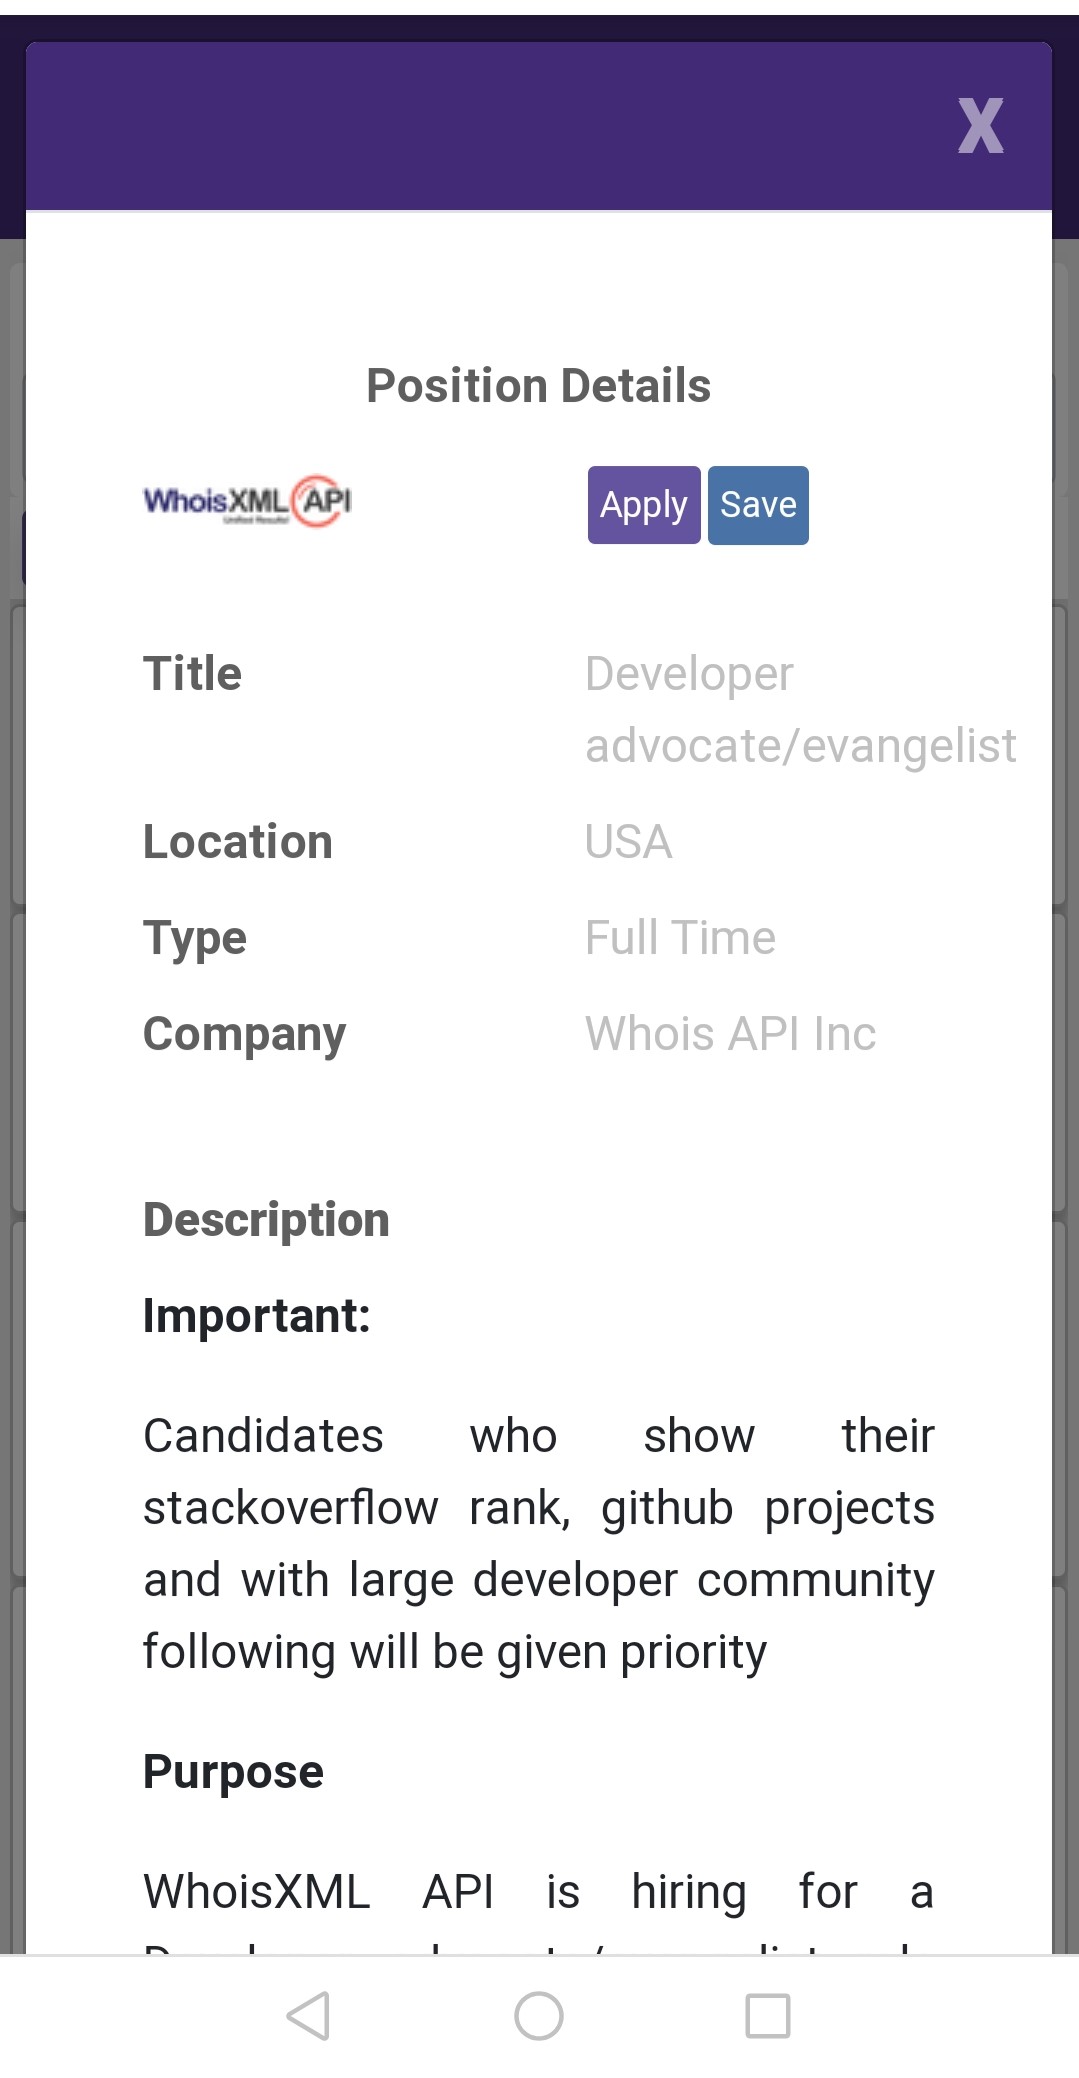 X
Position Details
WhoisXML API
Unified Results!
Apply Save
Title Developer
advocate/evangelist
Location USA
Type Full Time
Company Whois API Inc
Description
Important:
Candidates who show their
stackoverflow rank, github projects
and with large developer community
following will be given priority
Purpose
WhoisXML API is hiring for a